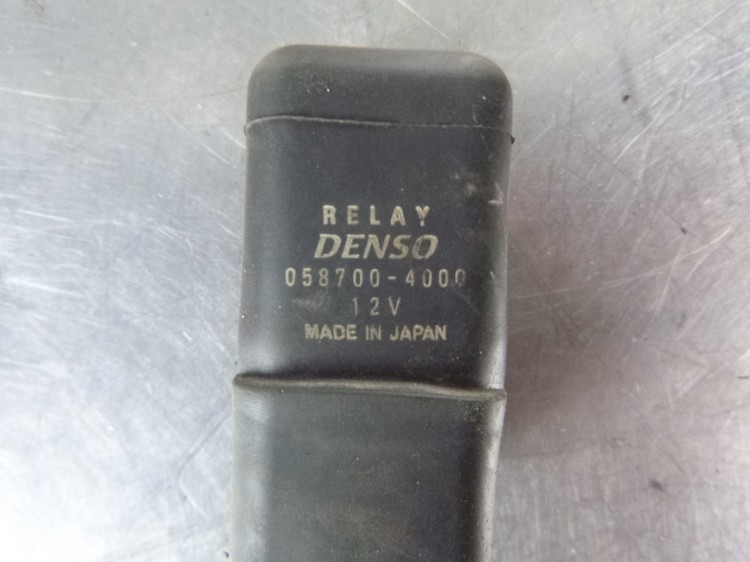 RELAY
DENSO
058700-4000
12V
MADE IN JAPAN